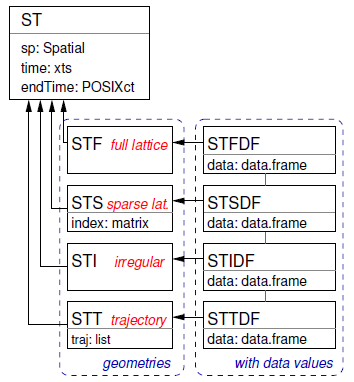 ST
sp: Spatial
time: xts
endTime: POSIXct
STF full lattice
STFDF
data: data.frame
STS sparse lat.
index: matrix
STSDF
data: data.frame
STI irregular
STIDF
data: data.frame
STT trajectory
traj: list
STTDF
data: data.frame
geometries
with data values